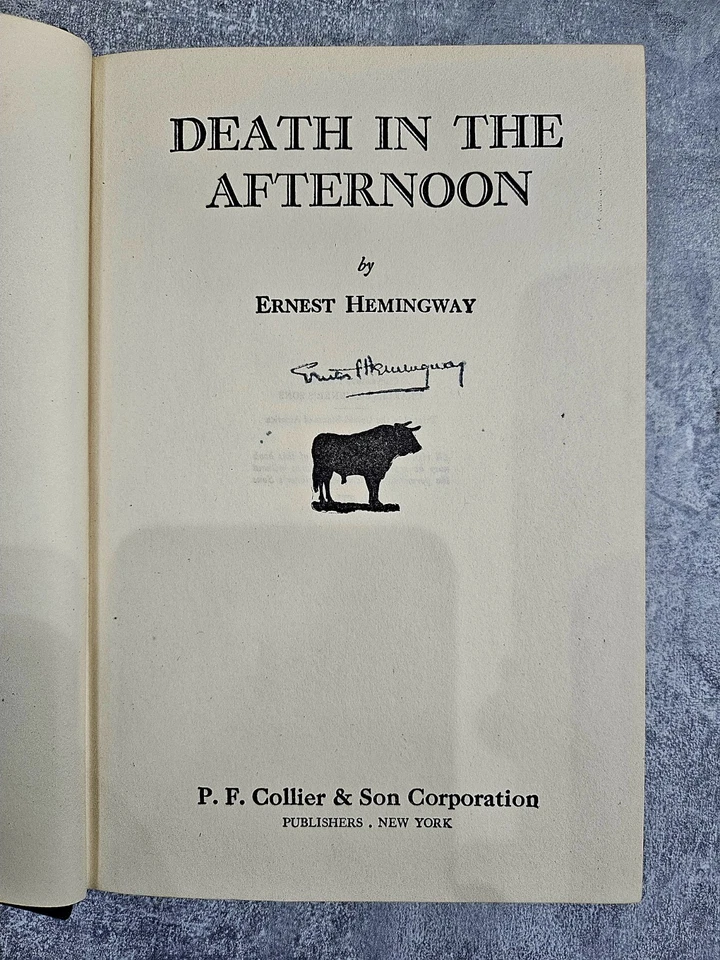 DEATH IN THE
AFTERNOON
by
ERNEST HEMINGWAY
Ernest Hemingway
P. F. Collier & Son Corporation
PUBLISHERS . NEW YORK